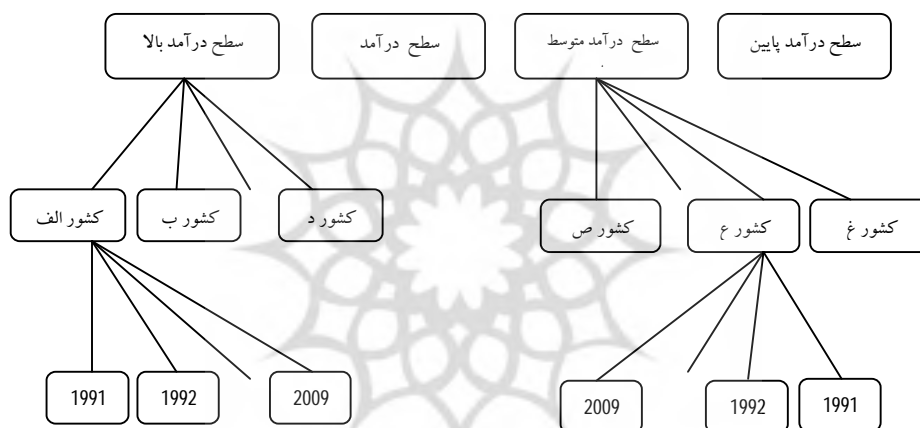 سطح درآمد پایین
سطح درآمد متوسط
.
سطح درآمد
سطح درآمد بالا
کشور غ
کشور ع
کشور ص
کشور د
کشور ب
کشور الف
1991
1992
2009
2009
1992
1991